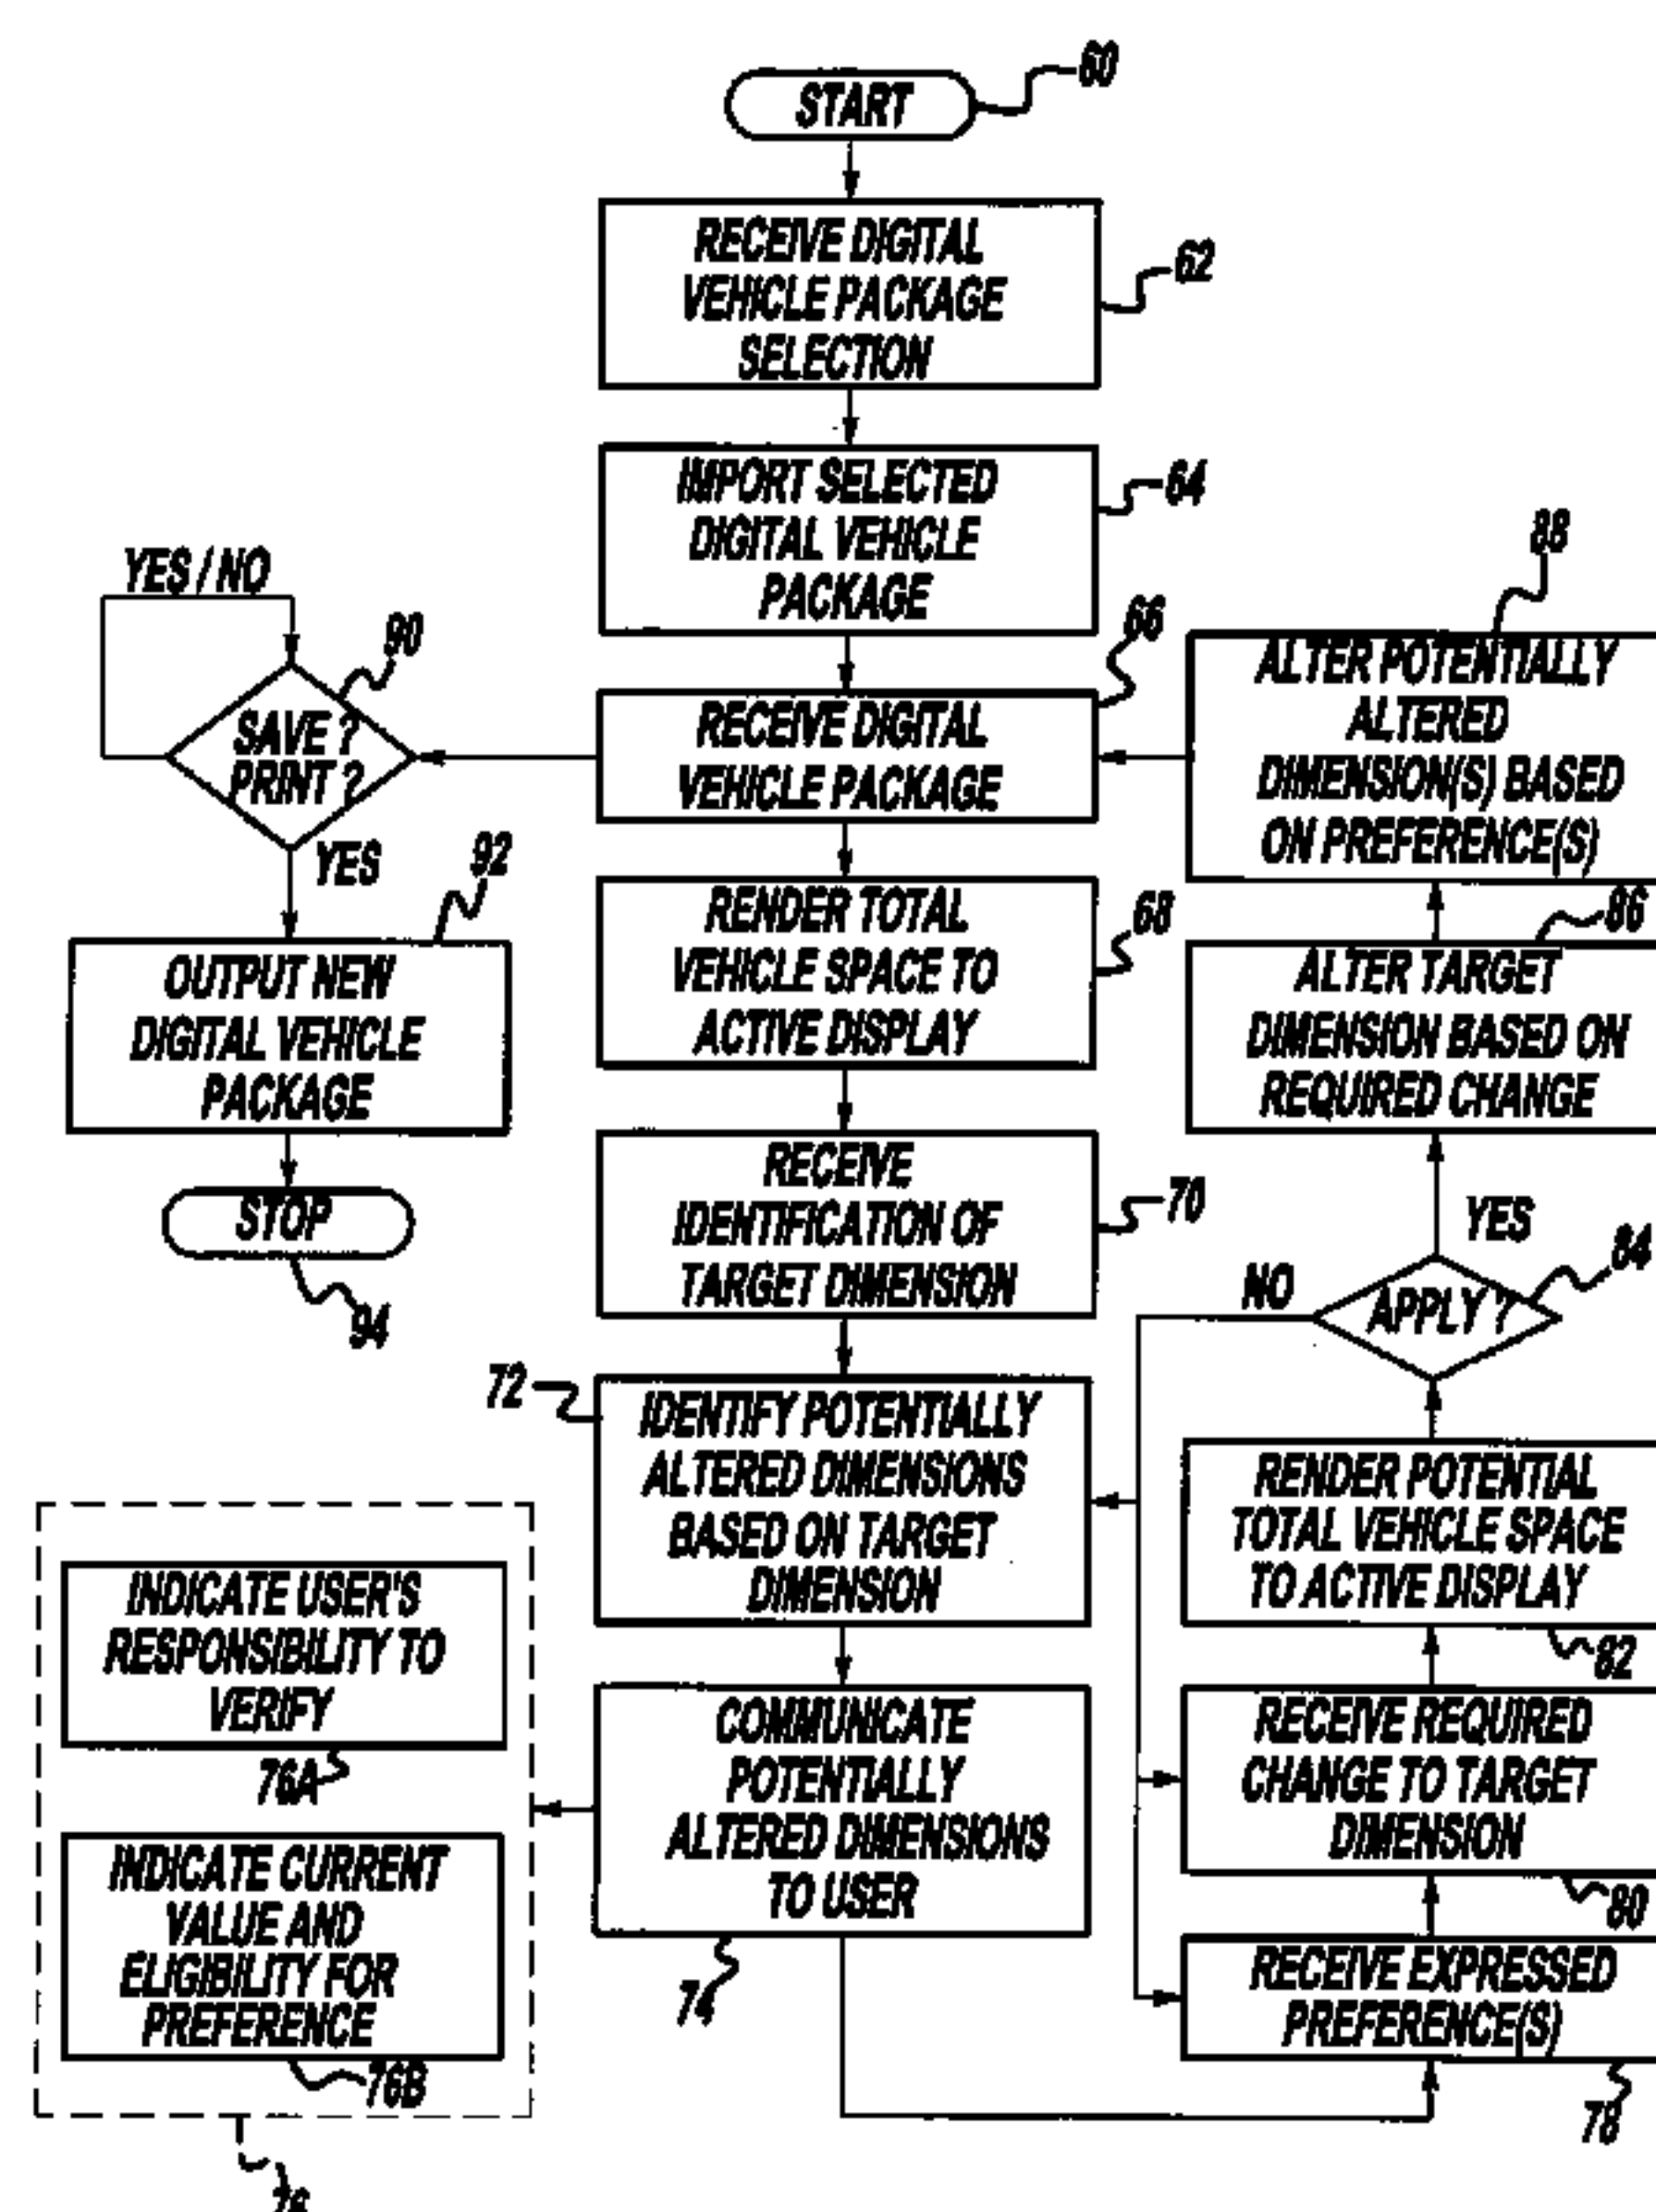 START
60
RECEIVE DIGITAL
VEHICLE PACKAGE
SELECTION
62
IMPORT SELECTED
DIGITAL VEHICLE
PACKAGE
64
RECEIVE DIGITAL
VEHICLE PACKAGE
66
YES / NO
SAVE ?
PRINT ?
90
YES
OUTPUT NEW
DIGITAL VEHICLE
PACKAGE
92
STOP
94
RENDER TOTAL
VEHICLE SPACE TO
ACTIVE DISPLAY
68
RECEIVE
IDENTIFICATION OF
TARGET DIMENSION
70
72
IDENTIFY POTENTIALLY
ALTERED DIMENSIONS
BASED ON TARGET
DIMENSION
COMMUNICATE
POTENTIALLY
ALTERED DIMENSIONS
TO USER
74
INDICATE USER'S
RESPONSIBILITY TO
VERIFY
76A
INDICATE CURRENT
VALUE AND
ELIGIBILITY FOR
PREFERENCE
76B
76
88
ALTER POTENTIALLY
ALTERED
DIMENSION(S) BASED
ON PREFERENCE(S)
86
ALTER TARGET
DIMENSION BASED ON
REQUIRED CHANGE
YES
84
NO
APPLY ?
RENDER POTENTIAL
TOTAL VEHICLE SPACE
TO ACTIVE DISPLAY
82
RECEIVE REQUIRED
CHANGE TO TARGET
DIMENSION
80
RECEIVE EXPRESSED
PREFERENCE(S)
78